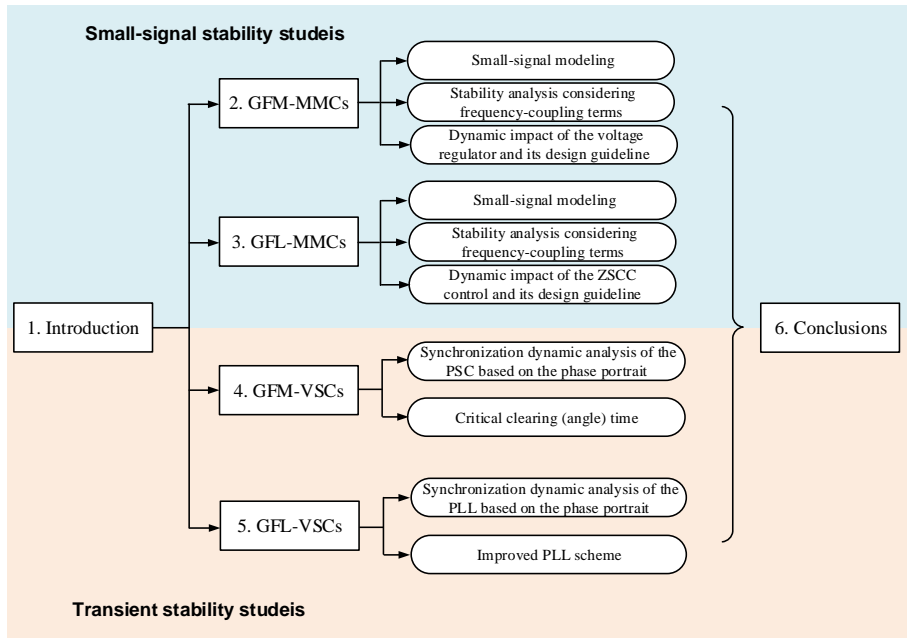 Small-signal stability studeis
Small-signal modeling
2. GFM-MMCs
Stability analysis considering
frequency-coupling terms
Dynamic impact of the voltage
regulator and its design guideline
Small-signal modeling
3. GFL-MMCs
Stability analysis considering
frequency-coupling terms
Dynamic impact of the ZSCC
control and its design guideline
1. Introduction
6. Conclusions
Synchronization dynamic analysis of the
PSC based on the phase portrait
4. GFM-VSCs
Critical clearing (angle) time
Synchronization dynamic analysis of the
PLL based on the phase portrait
5. GFL-VSCs
Improved PLL scheme
Transient stability studeis